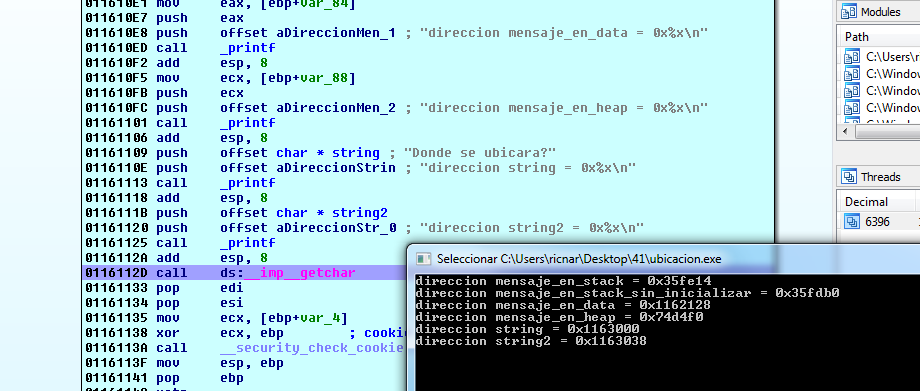 011610E1 mov eax, [ebp+var_84]
011610E7 push eax
011610E8 push offset aDireccionMen_1 ; "direccion mensaje_en_data = 0x%x\n"
011610ED call _printf
011610F2 add esp, 8
011610F5 mov ecx, [ebp+var_88]
011610FB push ecx
011610FC push offset aDireccionMen_2 ; "direccion mensaje_en_heap = 0x%x\n"
01161101 call _printf
01161106 add esp, 8
01161109 push offset char * string ; "Donde se ubicara?"
0116110E push offset aDireccionStrin ; "direccion string = 0x%x\n"
01161113 call _printf
01161118 add esp, 8
0116111B push offset char * string2
01161120 push offset aDireccionStr_0 ; "direccion string2 = 0x%x\n"
01161125 call _printf
0116112A add esp, 8
0116112D call ds:__imp__getchar
01161133 pop edi
01161134 pop esi
01161135 mov ecx, [ebp+var_4]
01161138 xor ecx, ebp ; cooki
0116113A call __security_check_cookie
0116113F mov esp, ebp
01161141 pop ebp
Modules
Path
C:\Users\r
C:\Window
C:\Window
C:\Window
C:\Window
Threads
Decimal
6396
Seleccionar C:\Users\ricnar\Desktop\41\ubicacion.exe
direccion mensaje_en_stack = 0x35fe14
direccion mensaje_en_stack_sin_inicializar = 0x35fdb0
direccion mensaje_en_data = 0x1162128
direccion mensaje_en_heap = 0x74d4f0
direccion string = 0x1163000
direccion string2 = 0x1163038